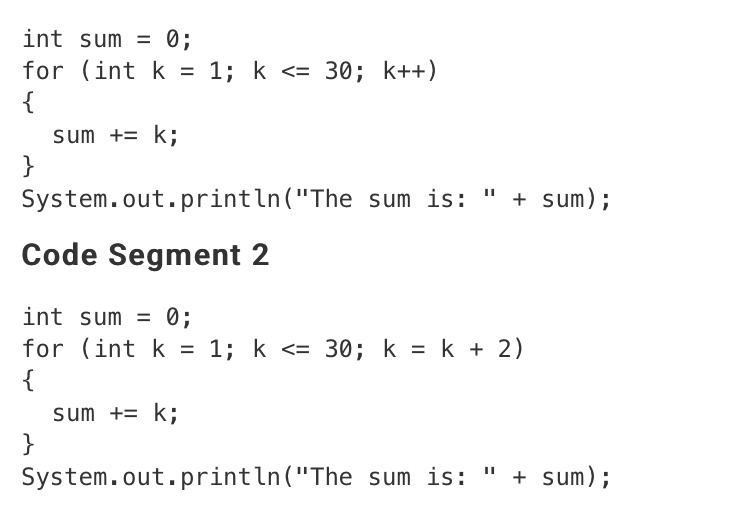 int sum = 0;
for (int k = 1; k <= 30; k++)
{
  sum += k;
}
System.out.println("The sum is: " + sum);
Code Segment 2
int sum = 0;
for (int k = 1; k <= 30; k = k + 2)
{
  sum += k;
}
System.out.println("The sum is: " + sum);